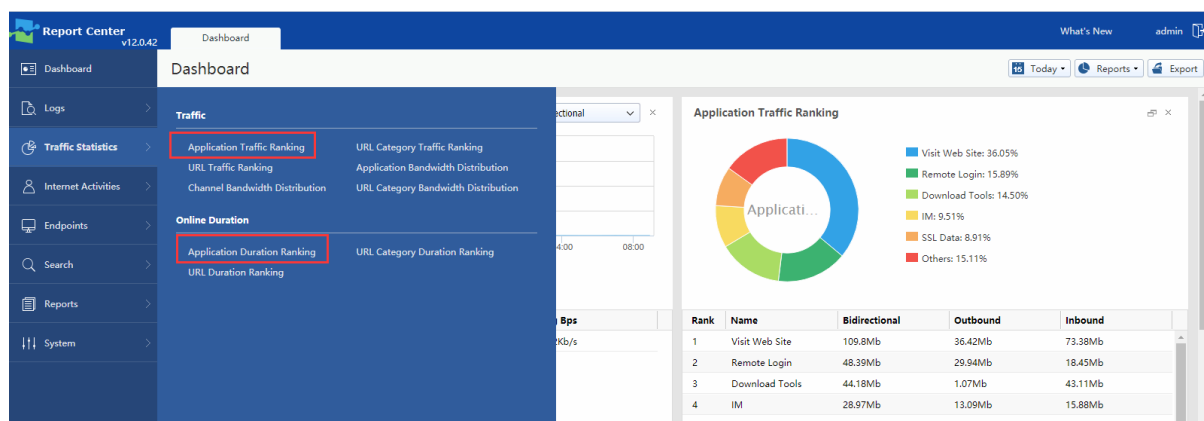 Report Center
v12.0.42
Dashboard
What's New
admin
Dashboard
Logs
Traffic Statistics
Internet Activities
Endpoints
Search
Reports
System
Dashboard
15 Today
Reports
Export
Traffic
Application Traffic Ranking
URL Category Traffic Ranking
URL Traffic Ranking
Application Bandwidth Distribution
Channel Bandwidth Distribution
URL Category Bandwidth Distribution
Online Duration
Application Duration Ranking
URL Category Duration Ranking
URL Duration Ranking
08:00
Bps
Application Traffic Ranking
Applicati...
Visit Web Site: 36.05%
Remote Login: 15.89%
Download Tools: 14.50%
IM: 9.51%
SSL Data: 8.91%
Others: 15.11%
Rank Name Bidirectional Outbound Inbound
1 Visit Web Site 109.8Mb 36.42Mb 73.38Mb
2 Remote Login 48.39Mb 29.94Mb 18.45Mb
3 Download Tools 44.18Mb 1.07Mb 43.11Mb
4 IM 28.97Mb 13.09Mb 15.88Mb